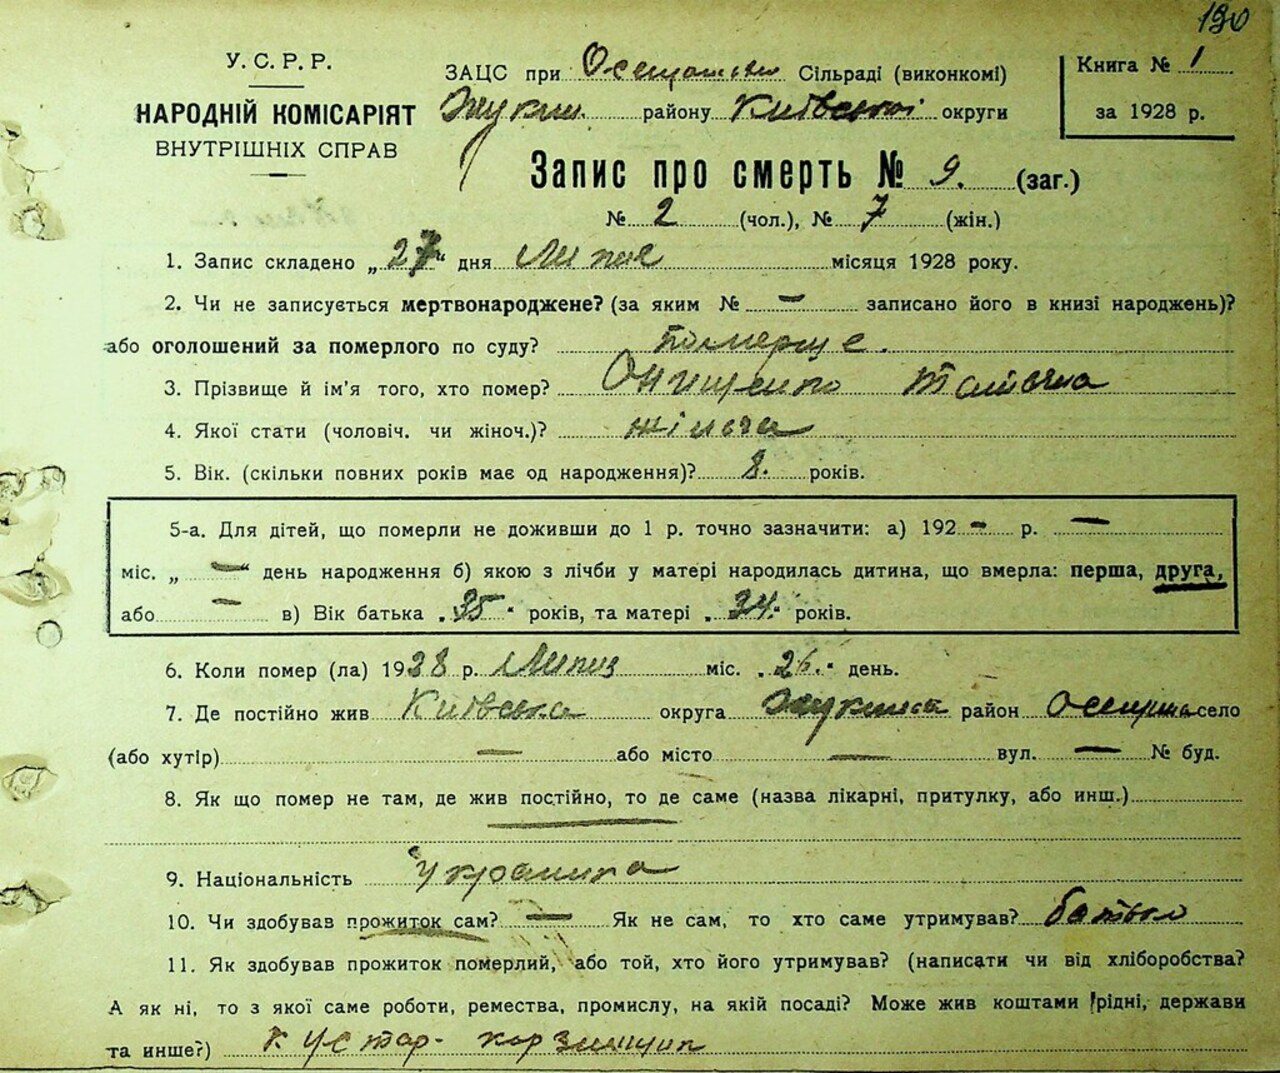 190
У. С. Р. Р.
НАРОДНІЙ КОМІСАРІЯТ
ВНУТРІШНІХ СПРАВ
ЗАЦС при Осещанськ Сільраді (виконкомі)
Жукин. району Київської округи
Книга № 1
за 1928 р.
Запис про смерть № 9. (заг.)
№ 2 (чол.), № 7 (жін.)
1. Запис складено „27“ дня Липня місяця 1928 року.
2. Чи не записується мертвонароджене? (за яким № — записано його в книзі народжень)?
або оголошений за померлого по суду? померще.
3. Прізвище й ім'я того, хто помер? Онищенко Татяна
4. Якої стати (чоловіч. чи жіноч.)? жіноча
5. Вік. (скільки повних років має од народження)? 8. років.
5-а. Для дітей, що померли не доживши до 1 р. точно зазначити: а) 192 — р. —
міс. „ — “ день народження б) якою з лічби у матері народилась дитина, що вмерла: перша, друга,
або — в) Вік батька 35 років, та матері 34 років.
6. Коли помер (ла) 1928 р. Липня міс. 26. день.
7. Де постійно жив Київська округа район село
(або хутір) — або місто — вул. — № буд.
8. Як що помер не там, де жив постійно, то де саме (назва лікарні, притулку, або инш.)
9. Національність Українка
10. Чи здобував прожиток сам? — Як не сам, то хто саме утримував? батько
11. Як здобував прожиток померлий, або той, хто його утримував? (написати чи від хліборобства?
А як ні, то з якої саме роботи, ремества, промислу, на якій посаді? Може жив коштами рідні, держави
та инше?) Кустар- корзинщик